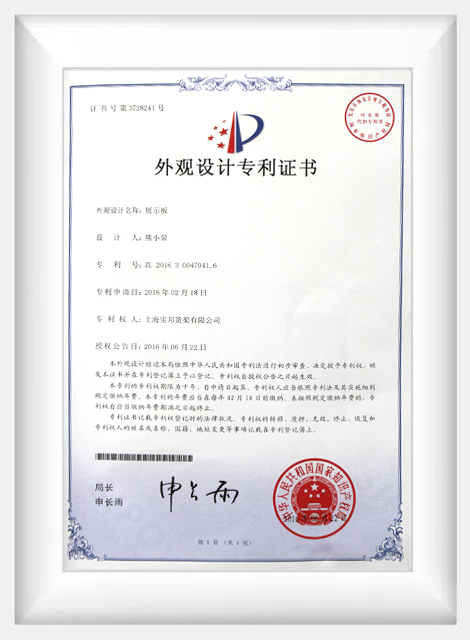 证书号第3728241号
外观设计专利证书
外观设计名称：展示板
设 计 人：熊小荣
专 利 号：ZL 2016 3 0047041.6
专利申请日：2016年02月18日
专 利 权 人：上海实邦货架有限公司
授权公告日：2016年06月22日
本外观设计经过本局依照中华人民共和国专利法进行初步审查，决定授予专利权，颁
发本证书并在专利登记簿上予以登记。专利权自授权公告之日起生效。
本专利的专利权期限为十年，自申请日起算。专利权人应当依照专利法及其实施细则
规定缴纳年费。本专利的年费应当在每年02月18日前缴纳。未按照规定缴纳年费的，专
利权自应当缴纳年费期满之日起终止。
专利证书记载专利权登记时的法律状况。专利权的转移、质押、无效、终止、恢复和
专利权人的姓名或名称、国籍、地址变更等事项记载在专利登记簿上。
局长
申长雨
申长雨
中华人民共和国国家知识产权局
第1页（共1页）